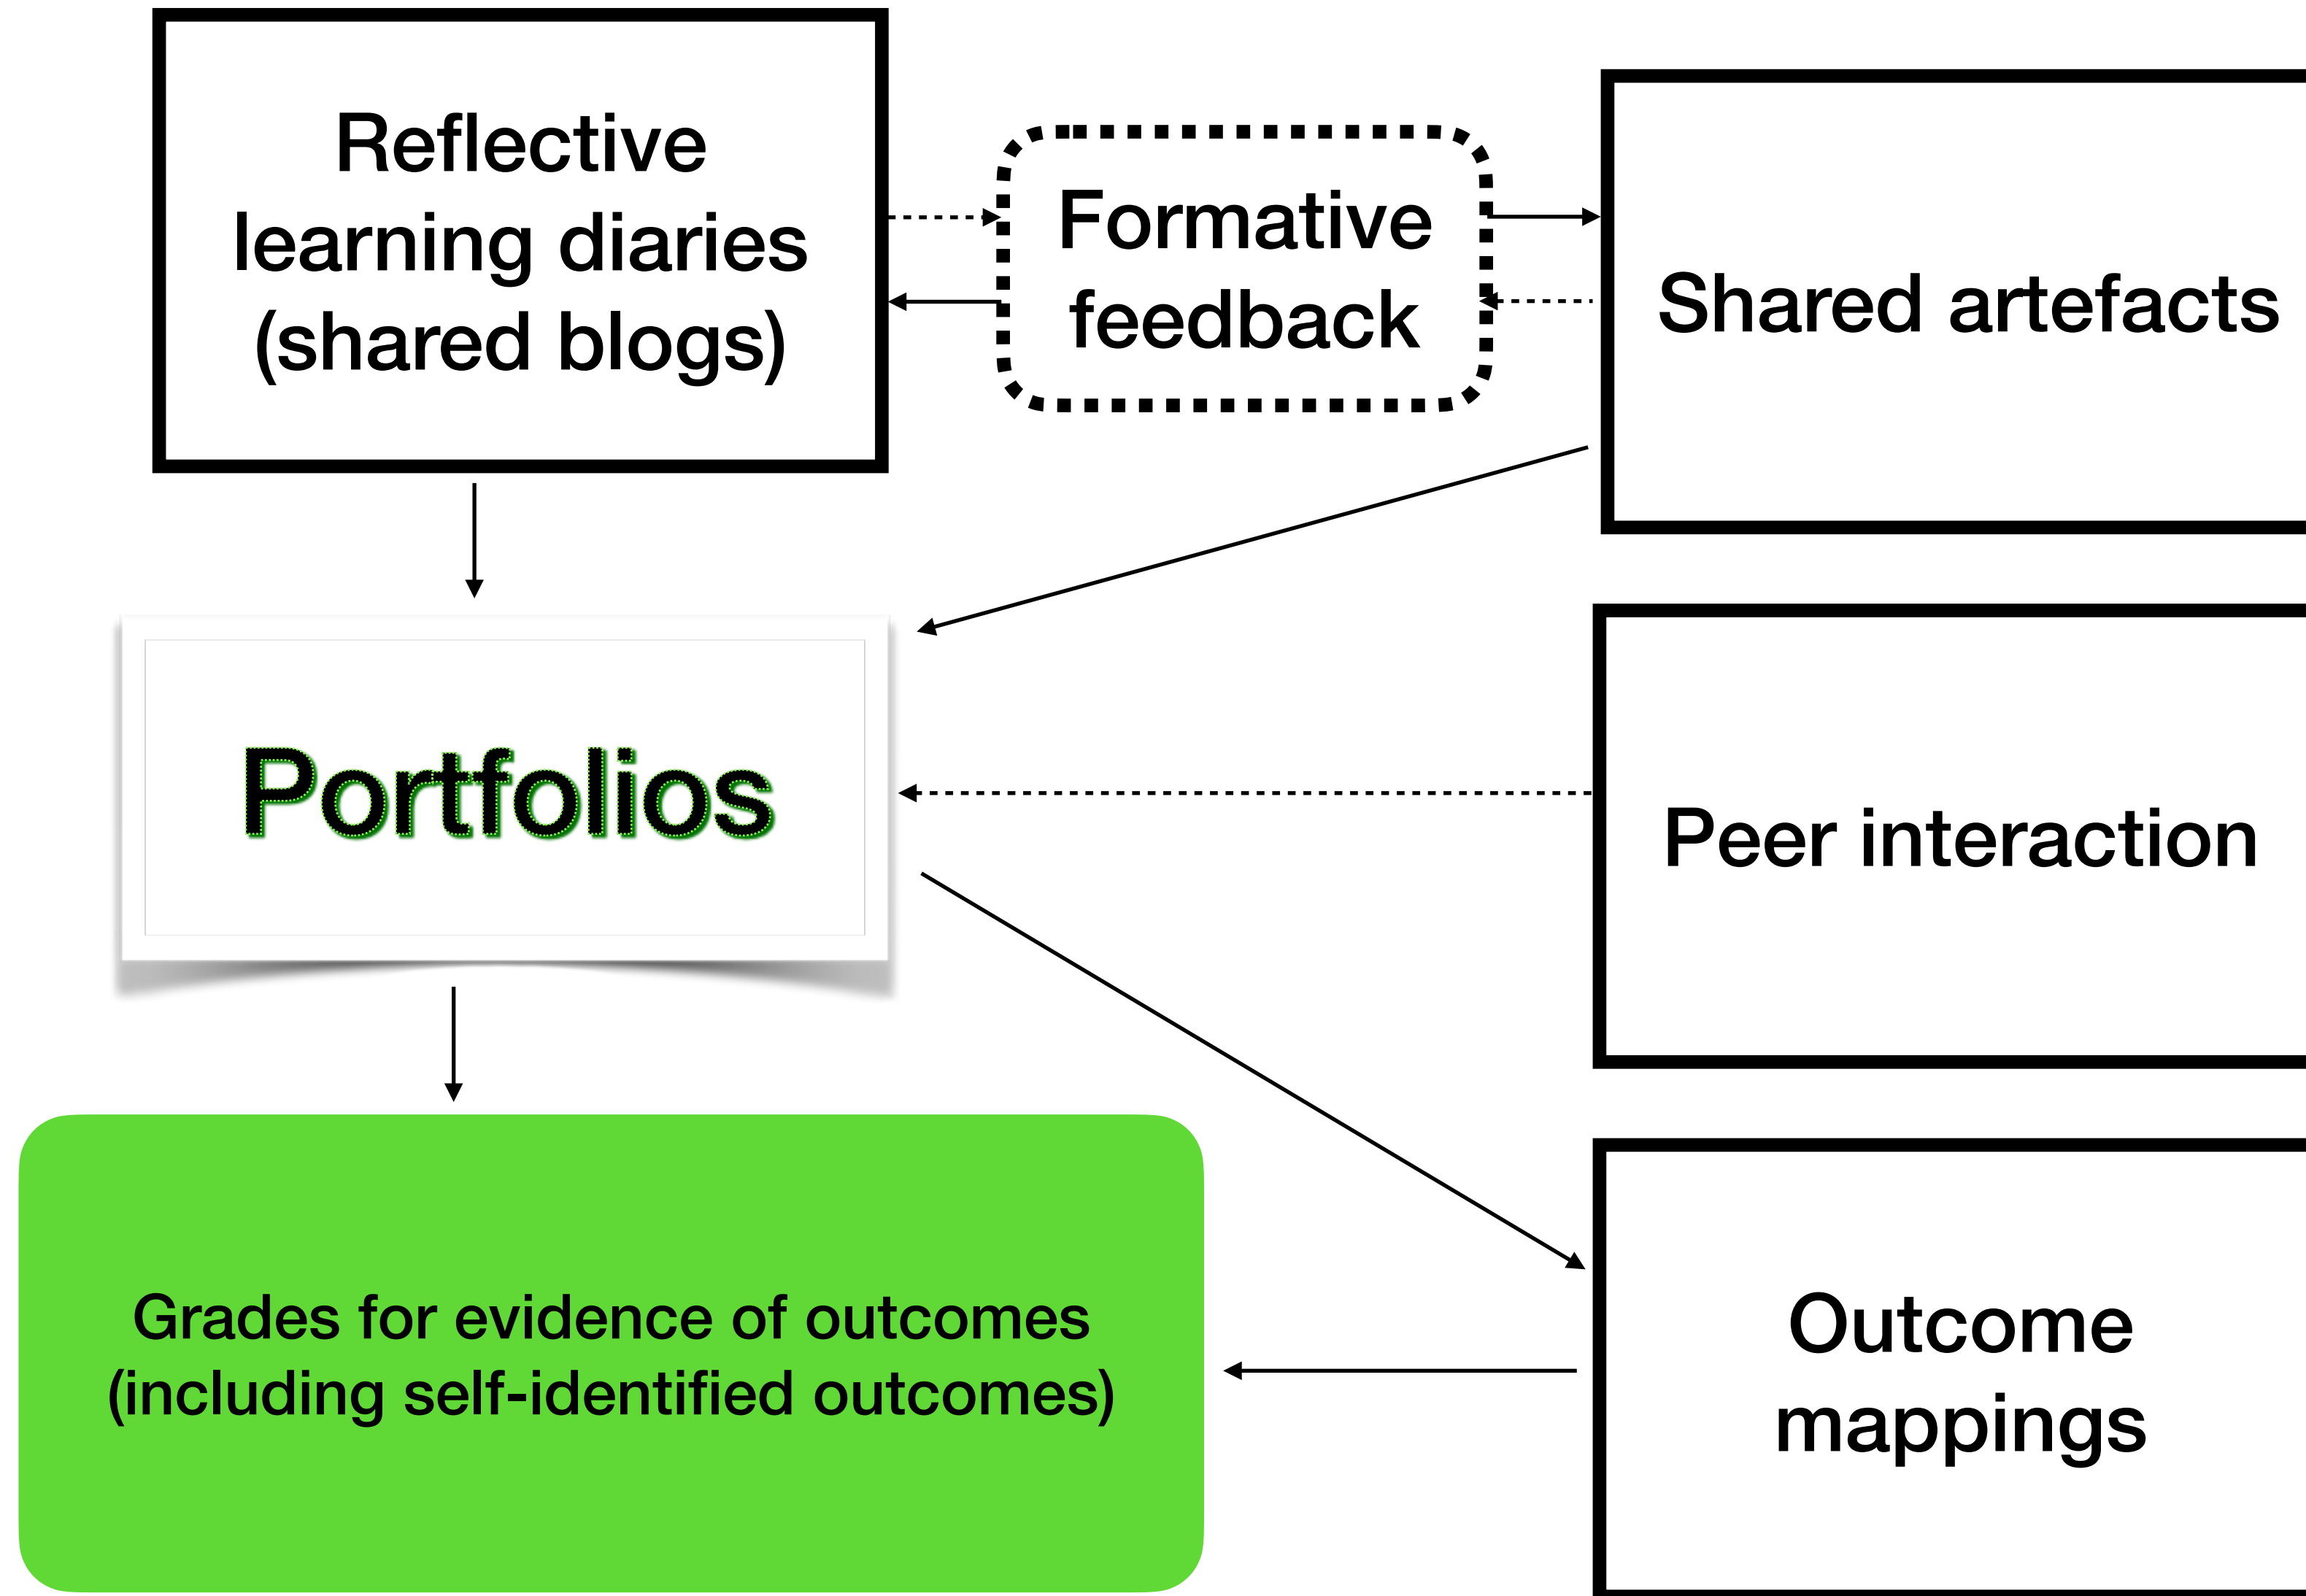 Reflective
learning diaries
(shared blogs)
Formative
feedback
Shared artefacts
Portfolios
Peer interaction
Grades for evidence of outcomes
(including self-identified outcomes)
Outcome
mappings